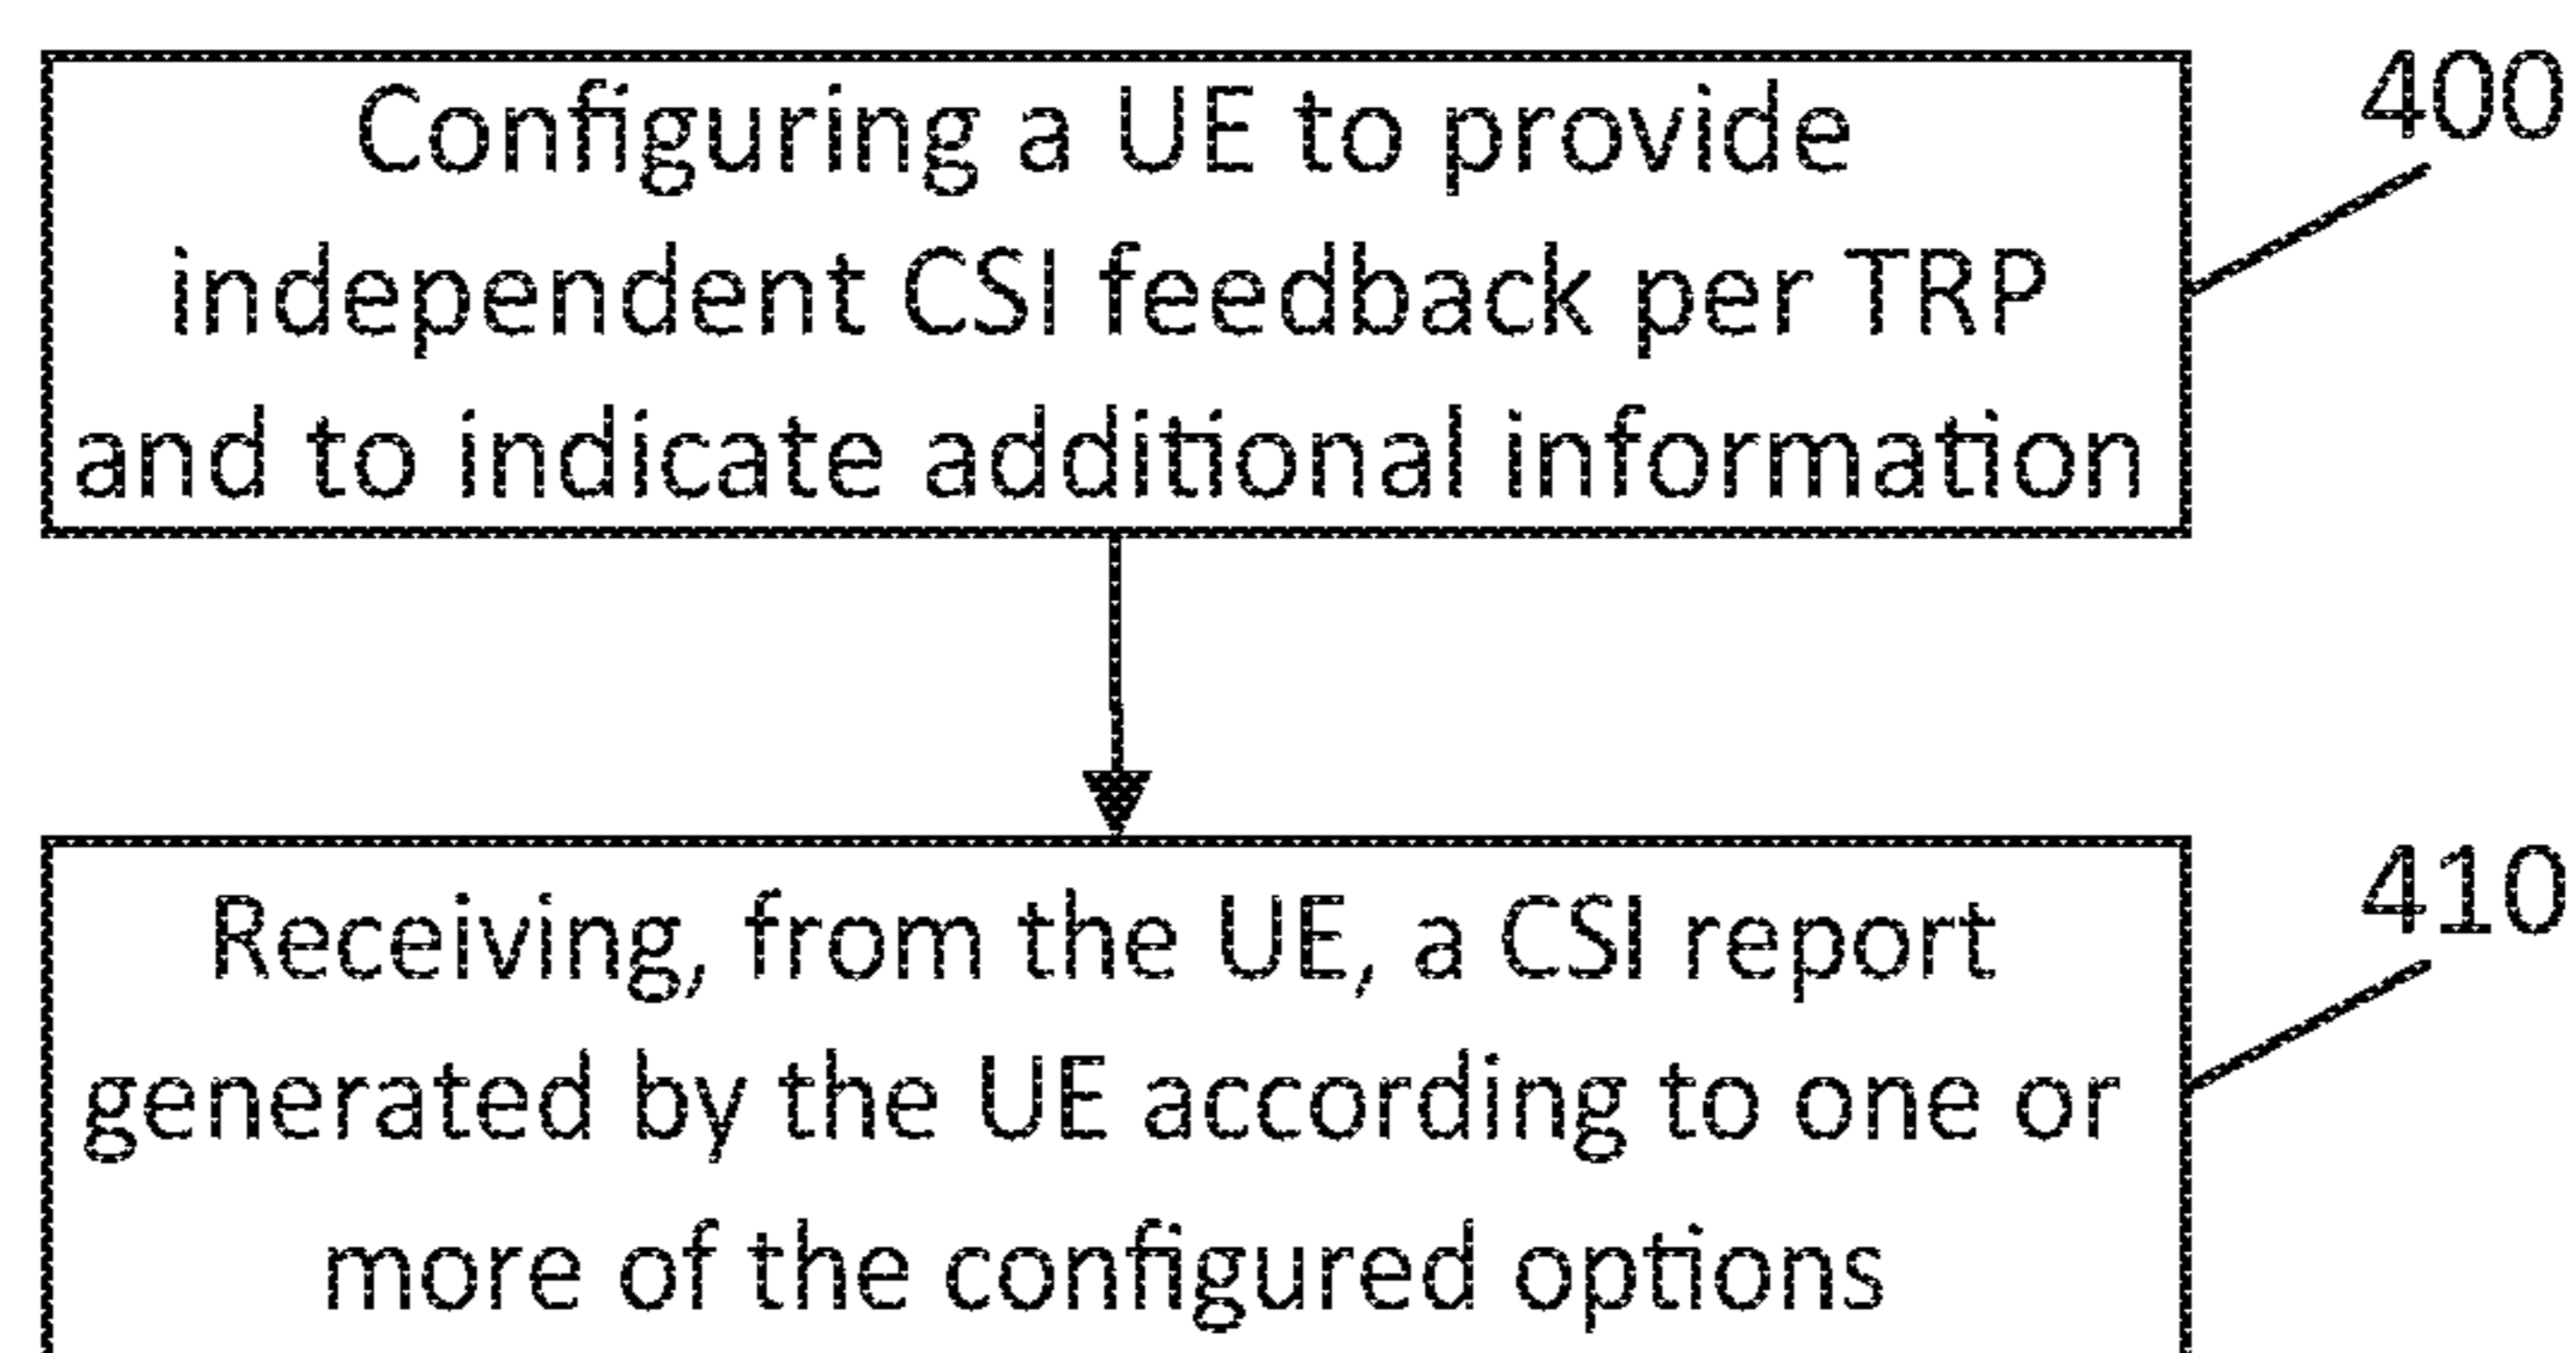 Configuring a UE to provide
independent CSI feedback per TRP
and to indicate additional information
400
Receiving, from the UE, a CSI report
generated by the UE according to one or
more of the configured options
410